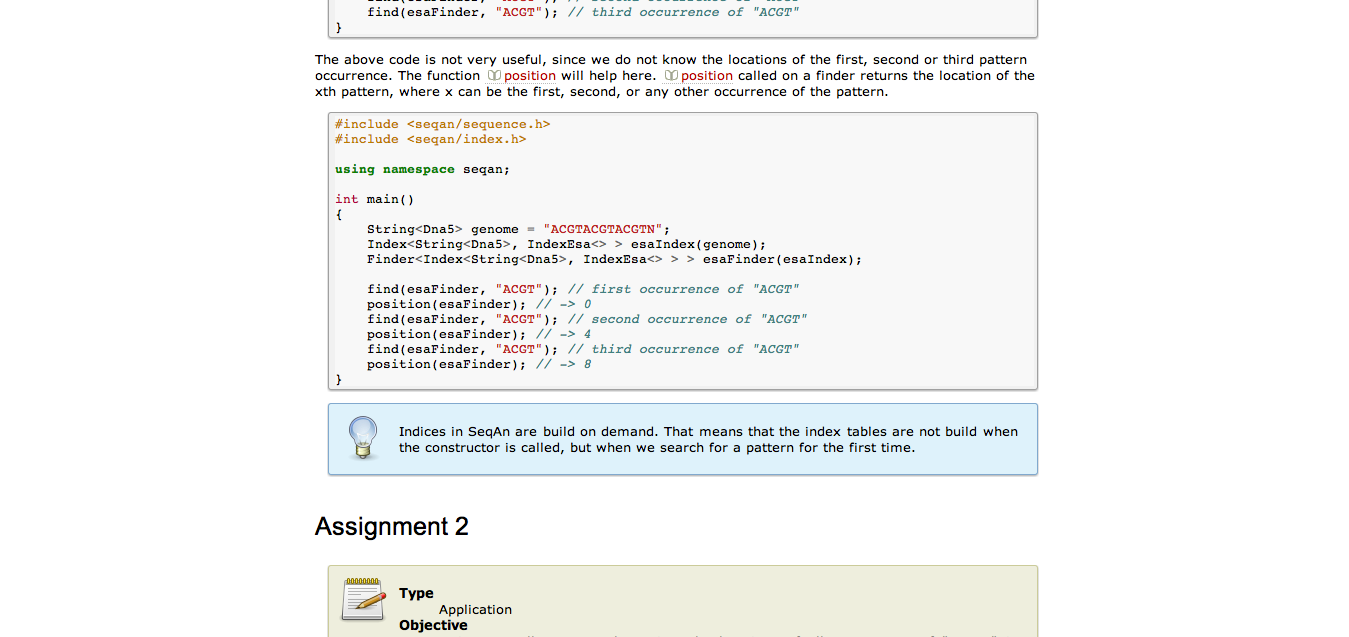 find(esaFinder, "ACGT"); // third occurrence of "ACGT"
}
The above code is not very useful, since we do not know the locations of the first, second or third pattern
occurrence. The function position will help here. position called on a finder returns the location of the
xth pattern, where x can be the first, second, or any other occurrence of the pattern.
#include <seqan/sequence.h>
#include <seqan/index.h>
using namespace seqan;
int main()
{
String<Dna5> genome = "ACGTACGTACGTN";
Index<String<Dna5>, IndexEsa<> > esaIndex(genome);
Finder<Index<String<Dna5>, IndexEsa<> > > esaFinder(esaIndex);
find(esaFinder, "ACGT"); // first occurrence of "ACGT"
position(esaFinder); // -> 0
find(esaFinder, "ACGT"); // second occurrence of "ACGT"
position(esaFinder); // -> 4
find(esaFinder, "ACGT"); // third occurrence of "ACGT"
position(esaFinder); // -> 8
}
Indices in SeqAn are build on demand. That means that the index tables are not build when
the constructor is called, but when we search for a pattern for the first time.
Assignment 2
Type
Application
Objective